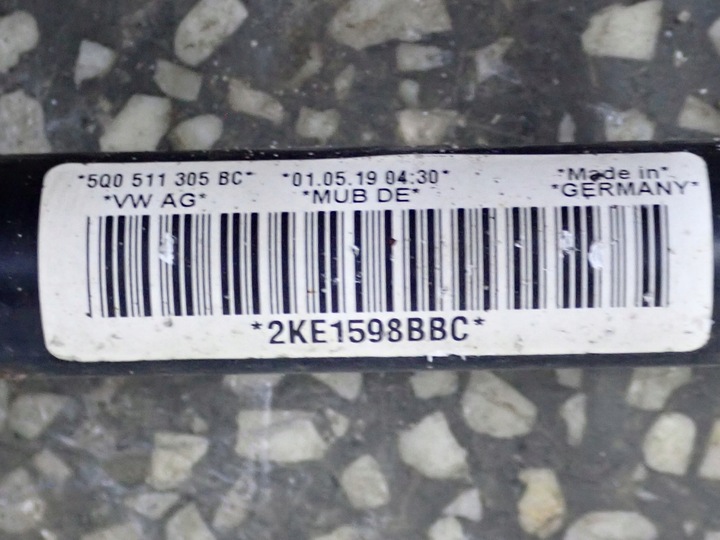 *5Q0 511 305 BC* *01.05.19 04:30* *Made in*
*VW AG* *MUB DE* *GERMANY*
*2KE1598BBC*